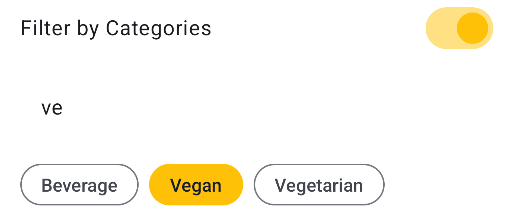 Filter by Categories
ve
Beverage Vegan Vegetarian